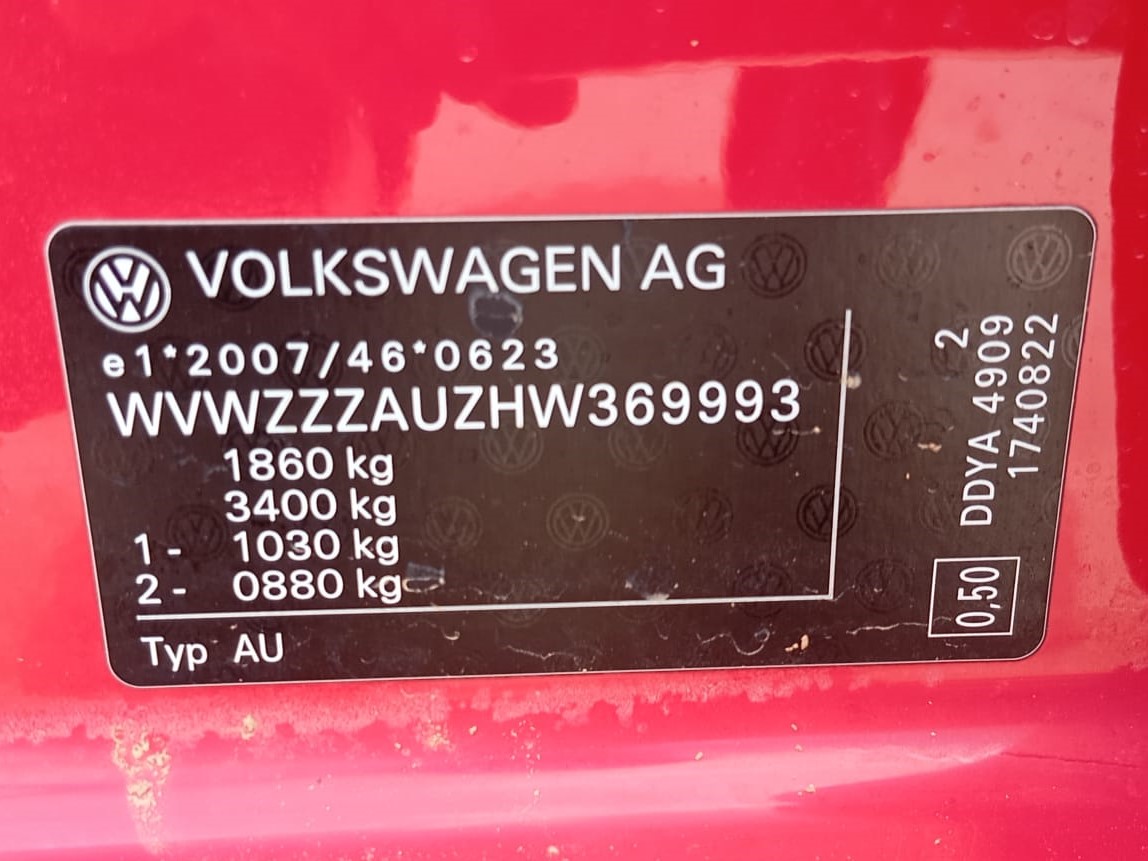 VOLKSWAGEN AG
e1*2007/46*0623
WVWZZZAUZHW369993
1860 kg
3400 kg
1 - 1030 kg
2 - 0880 kg
Typ AU
2
DDYA 4909
1740822
0,50